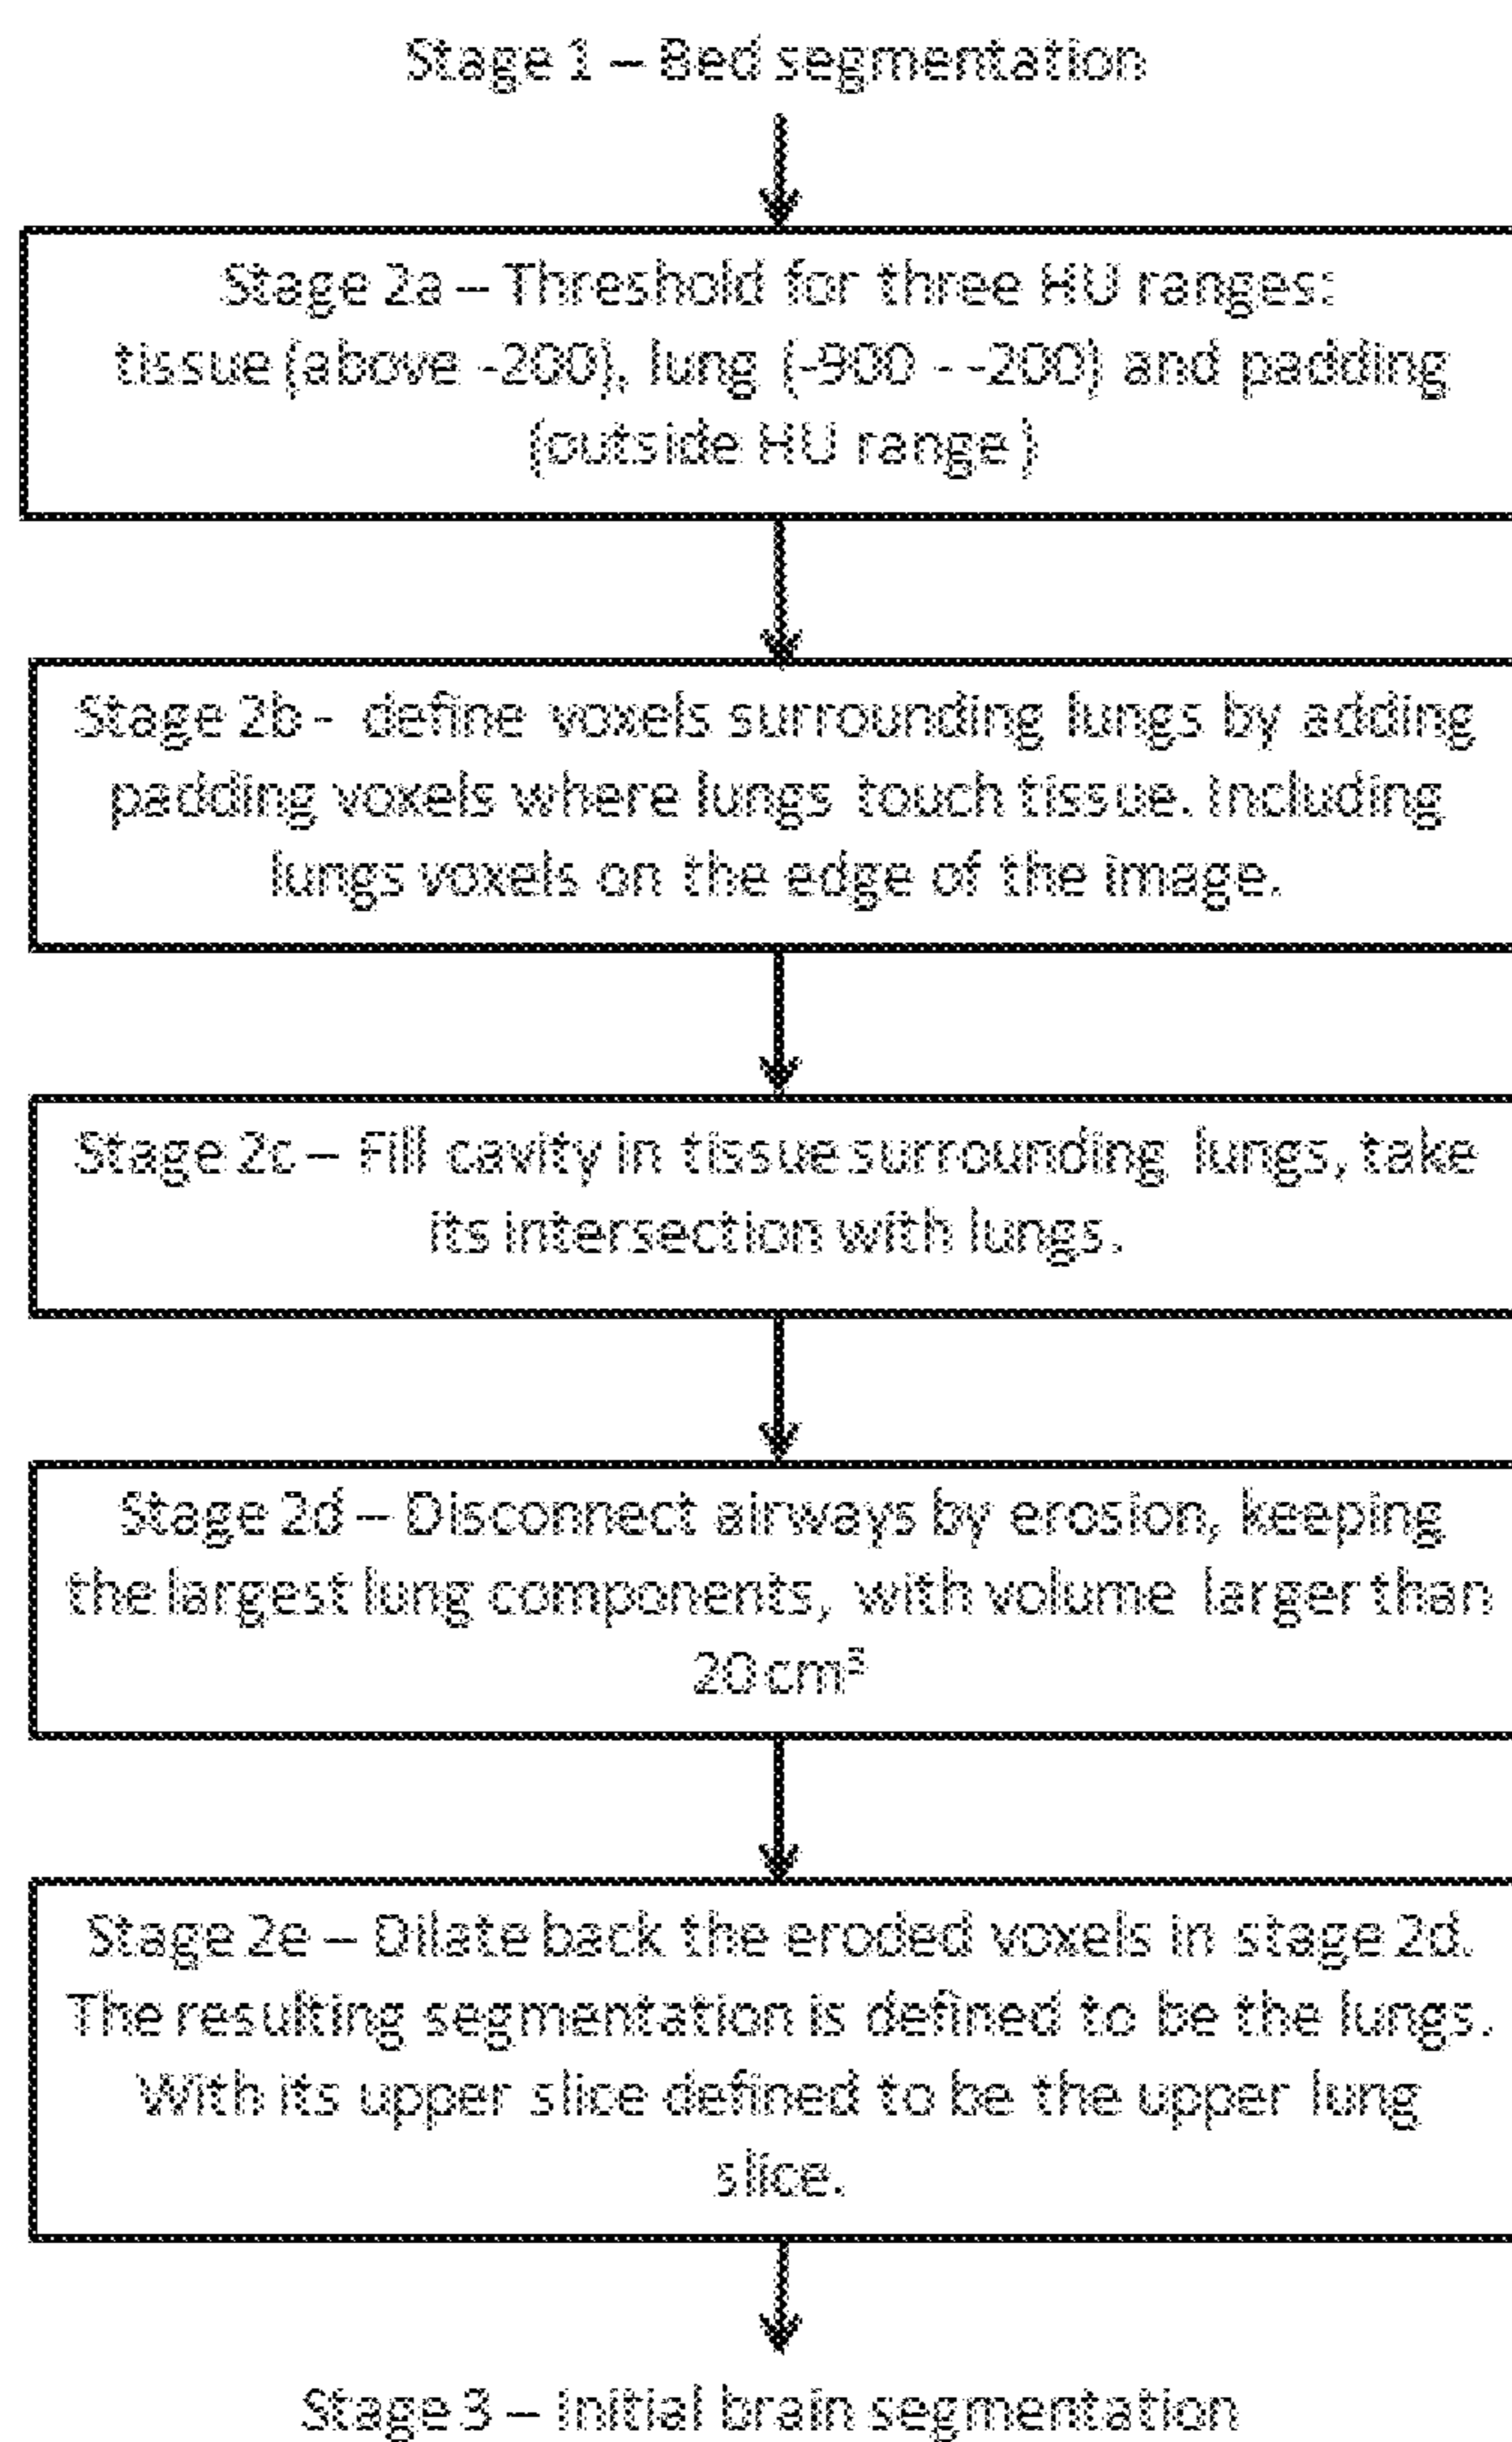 Stage 1 – Bed segmentation
Stage 2a – Threshold for three HU ranges:
tissue (above -200), lung (-900 - -200) and padding
(outside HU range)
Stage 2b - define voxels surrounding lungs by adding
padding voxels where lungs touch tissue. Including
lungs voxels on the edge of the image.
Stage 2c – Fill cavity in tissue surrounding lungs, take
its intersection with lungs.
Stage 2d – Disconnect airways by erosion, keeping
the largest lung components, with volume larger than
20 cm³
Stage 2e – Dilate back the eroded voxels in stage 2d.
The resulting segmentation is defined to be the lungs.
With its upper slice defined to be the upper lung
slice.
Stage 3 – Initial brain segmentation